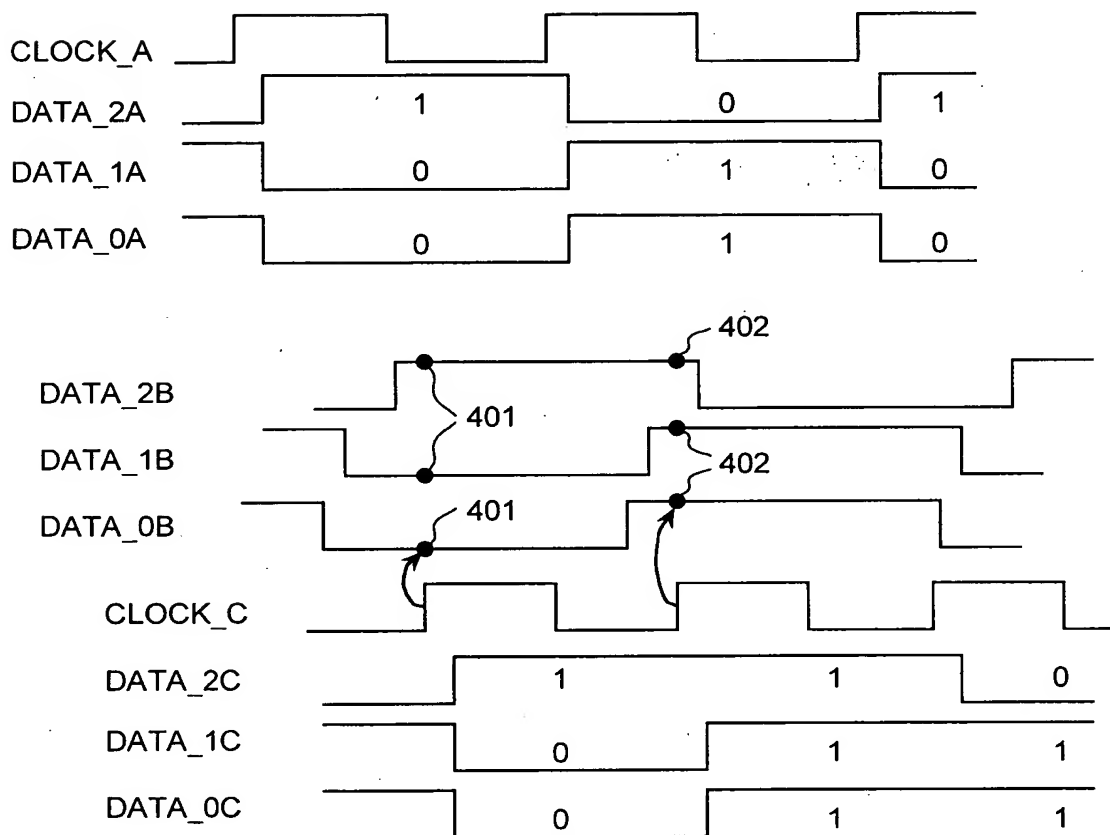 CLOCK_A
DATA_2A 1 0 1
DATA_1A 0 1 0
DATA_0A 0 1 0
402
DATA_2B
401
DATA_1B
402
DATA_0B 401
CLOCK_C
DATA_2C 1 1 0
DATA_1C 0 1 1
DATA_0C 0 1 1